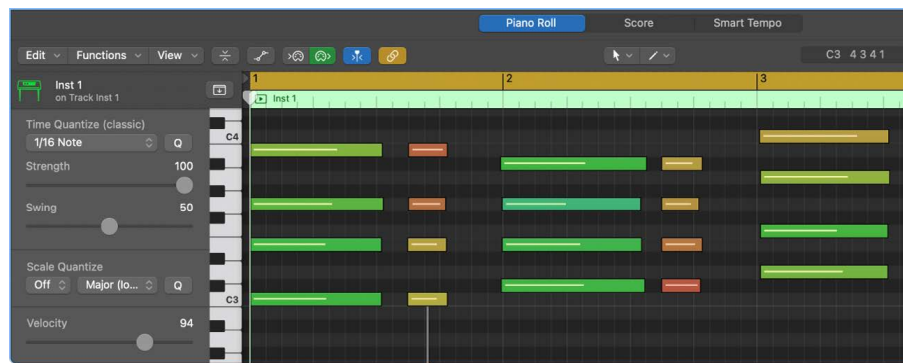 Piano Roll Score Smart Tempo
Edit Functions View C3 4 3 4 1
1 2 3
Inst 1
on Track Inst 1
Inst 1
Time Quantize (classic)
1/16 Note Q
C4
Strength 100
Swing 50
Scale Quantize
Off Major (lo... Q
C3
Velocity 94